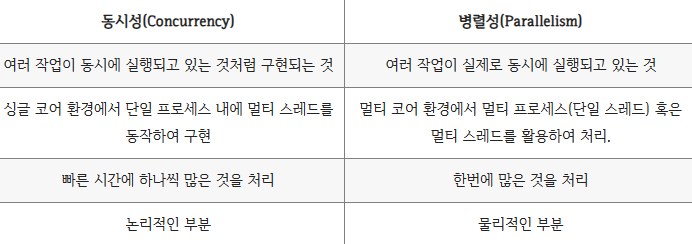 동시성(Concurrency)
병렬성(Parallelism)
여러 작업이 동시에 실행되고 있는 것처럼 구현되는 것
여러 작업이 실제로 동시에 실행되고 있는 것
싱글 코어 환경에서 단일 프로세스 내에 멀티 스레드를
동작하여 구현
멀티 코어 환경에서 멀티 프로세스(단일 스레드) 혹은
멀티 스레드를 활용하여 처리.
빠른 시간에 하나씩 많은 것을 처리
한번에 많은 것을 처리
논리적인 부분
물리적인 부분